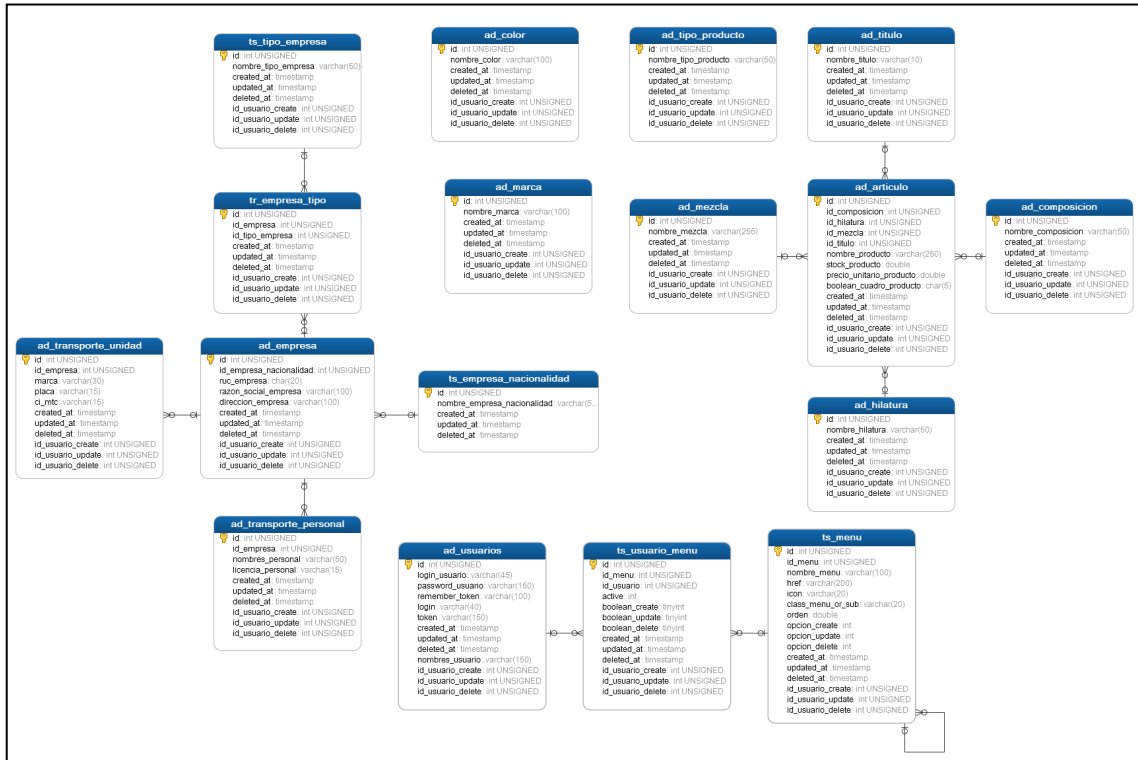 ts_tipo_empresa
id: int UNSIGNED
nombre_tipo_empresa: varchar(50)
created_at: timestamp
updated_at: timestamp
deleted_at: timestamp
id_usuario_create: int UNSIGNED
id_usuario_update: int UNSIGNED
id_usuario_delete: int UNSIGNED
ad_color
id: int UNSIGNED
nombre_color: varchar(100)
created_at: timestamp
updated_at: timestamp
deleted_at: timestamp
id_usuario_create: int UNSIGNED
id_usuario_update: int UNSIGNED
id_usuario_delete: int UNSIGNED
ad_tipo_producto
id: int UNSIGNED
nombre_tipo_producto: varchar(50)
created_at: timestamp
updated_at: timestamp
deleted_at: timestamp
id_usuario_create: int UNSIGNED
id_usuario_update: int UNSIGNED
id_usuario_delete: int UNSIGNED
ad_titulo
id: int UNSIGNED
nombre_titulo: varchar(10)
created_at: timestamp
updated_at: timestamp
deleted_at: timestamp
id_usuario_create: int UNSIGNED
id_usuario_update: int UNSIGNED
id_usuario_delete: int UNSIGNED
tr_empresa_tipo
id: int UNSIGNED
id_empresa: int UNSIGNED
id_tipo_empresa: int UNSIGNED
created_at: timestamp
updated_at: timestamp
deleted_at: timestamp
id_usuario_create: int UNSIGNED
id_usuario_update: int UNSIGNED
id_usuario_delete: int UNSIGNED
ad_marca
id: int UNSIGNED
nombre_marca: varchar(100)
created_at: timestamp
updated_at: timestamp
deleted_at: timestamp
id_usuario_create: int UNSIGNED
id_usuario_update: int UNSIGNED
id_usuario_delete: int UNSIGNED
ad_mezcla
id: int UNSIGNED
nombre_mezcla: varchar(255)
created_at: timestamp
updated_at: timestamp
deleted_at: timestamp
id_usuario_create: int UNSIGNED
id_usuario_update: int UNSIGNED
id_usuario_delete: int UNSIGNED
ad_articulo
id: int UNSIGNED
id_composicion: int UNSIGNED
id_hilatura: int UNSIGNED
id_mezcla: int UNSIGNED
id_titulo: int UNSIGNED
nombre_producto: varchar(250)
stock_producto: double
precio_unitario_producto: double
boolean_cuadro_producto: char(5)
created_at: timestamp
updated_at: timestamp
deleted_at: timestamp
id_usuario_create: int UNSIGNED
id_usuario_update: int UNSIGNED
id_usuario_delete: int UNSIGNED
ad_composicion
id: int UNSIGNED
nombre_composicion: varchar(50)
created_at: timestamp
updated_at: timestamp
deleted_at: timestamp
id_usuario_create: int UNSIGNED
id_usuario_update: int UNSIGNED
id_usuario_delete: int UNSIGNED
ad_transporte_unidad
id: int UNSIGNED
id_empresa: int UNSIGNED
marca: varchar(30)
placa: varchar(15)
ci_mtc: varchar(15)
created_at: timestamp
updated_at: timestamp
deleted_at: timestamp
id_usuario_create: int UNSIGNED
id_usuario_update: int UNSIGNED
id_usuario_delete: int UNSIGNED
ad_empresa
id: int UNSIGNED
id_empresa_nacionalidad: int UNSIGNED
ruc_empresa: char(20)
razon_social_empresa: varchar(100)
direccion_empresa: varchar(100)
created_at: timestamp
updated_at: timestamp
deleted_at: timestamp
id_usuario_create: int UNSIGNED
id_usuario_update: int UNSIGNED
id_usuario_delete: int UNSIGNED
ts_empresa_nacionalidad
id: int UNSIGNED
nombre_empresa_nacionalidad: varchar(5...
created_at: timestamp
updated_at: timestamp
deleted_at: timestamp
ad_hilatura
id: int UNSIGNED
nombre_hilatura: varchar(50)
created_at: timestamp
updated_at: timestamp
deleted_at: timestamp
id_usuario_create: int UNSIGNED
id_usuario_update: int UNSIGNED
id_usuario_delete: int UNSIGNED
ad_transporte_personal
id: int UNSIGNED
id_empresa: int UNSIGNED
nombres_personal: varchar(50)
licencia_personal: varchar(15)
created_at: timestamp
updated_at: timestamp
deleted_at: timestamp
id_usuario_create: int UNSIGNED
id_usuario_update: int UNSIGNED
id_usuario_delete: int UNSIGNED
ad_usuarios
id: int UNSIGNED
login_usuario: varchar(45)
password_usuario: varchar(150)
remember_token: varchar(100)
login: varchar(40)
token: varchar(150)
created_at: timestamp
updated_at: timestamp
deleted_at: timestamp
nombres_usuario: varchar(150)
id_usuario_create: int UNSIGNED
id_usuario_update: int UNSIGNED
id_usuario_delete: int UNSIGNED
ts_usuario_menu
id: int UNSIGNED
id_menu: int UNSIGNED
id_usuario: int UNSIGNED
active: int
boolean_create: tinyint
boolean_update: tinyint
boolean_delete: tinyint
created_at: timestamp
updated_at: timestamp
deleted_at: timestamp
id_usuario_create: int UNSIGNED
id_usuario_update: int UNSIGNED
id_usuario_delete: int UNSIGNED
ts_menu
id: int UNSIGNED
id_menu: int UNSIGNED
nombre_menu: varchar(100)
href: varchar(200)
icon: varchar(20)
class_menu_or_sub: varchar(20)
orden: double
opcion_create: int
opcion_update: int
opcion_delete: int
created_at: timestamp
updated_at: timestamp
deleted_at: timestamp
id_usuario_create: int UNSIGNED
id_usuario_update: int UNSIGNED
id_usuario_delete: int UNSIGNED